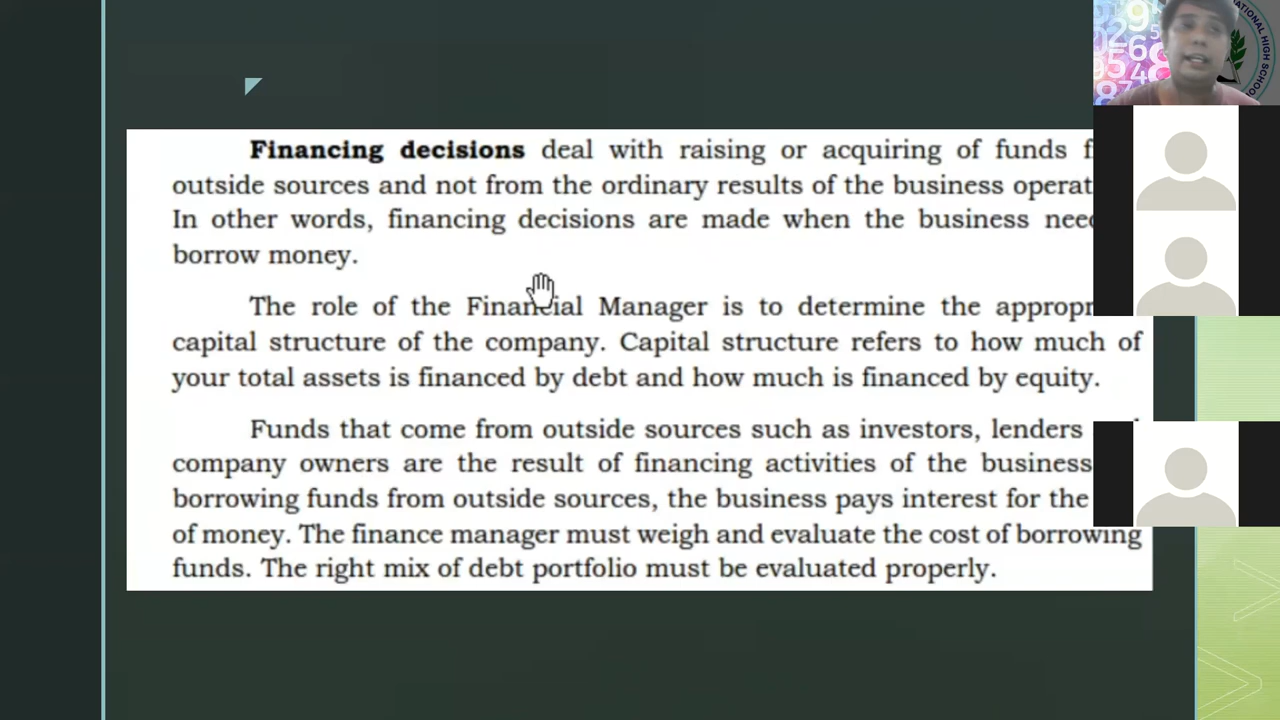 Financing decisions deal with raising or acquiring of funds
outside sources and not from the ordinary results of the business
In other words, financing decisions are made when the business
borrow money.
The role of the Financial Manager is to determine the
capital structure of the company. Capital structure refers to how much of
your total assets is financed by debt and how much is financed by equity.
Funds that come from outside sources such as investors, lenders
company owners are the result of financing activities of the business
borrowing funds from outside sources, the business pays interest for the
of money. The finance manager must weigh and evaluate the cost of borrowing
funds. The right mix of debt portfolio must be evaluated properly.
HIGH SCHOOL